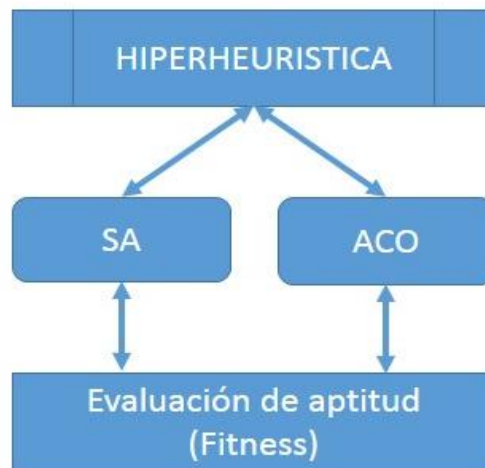 HIPERHEURISTICA
SA
ACO
Evaluación de aptitud
(Fitness)